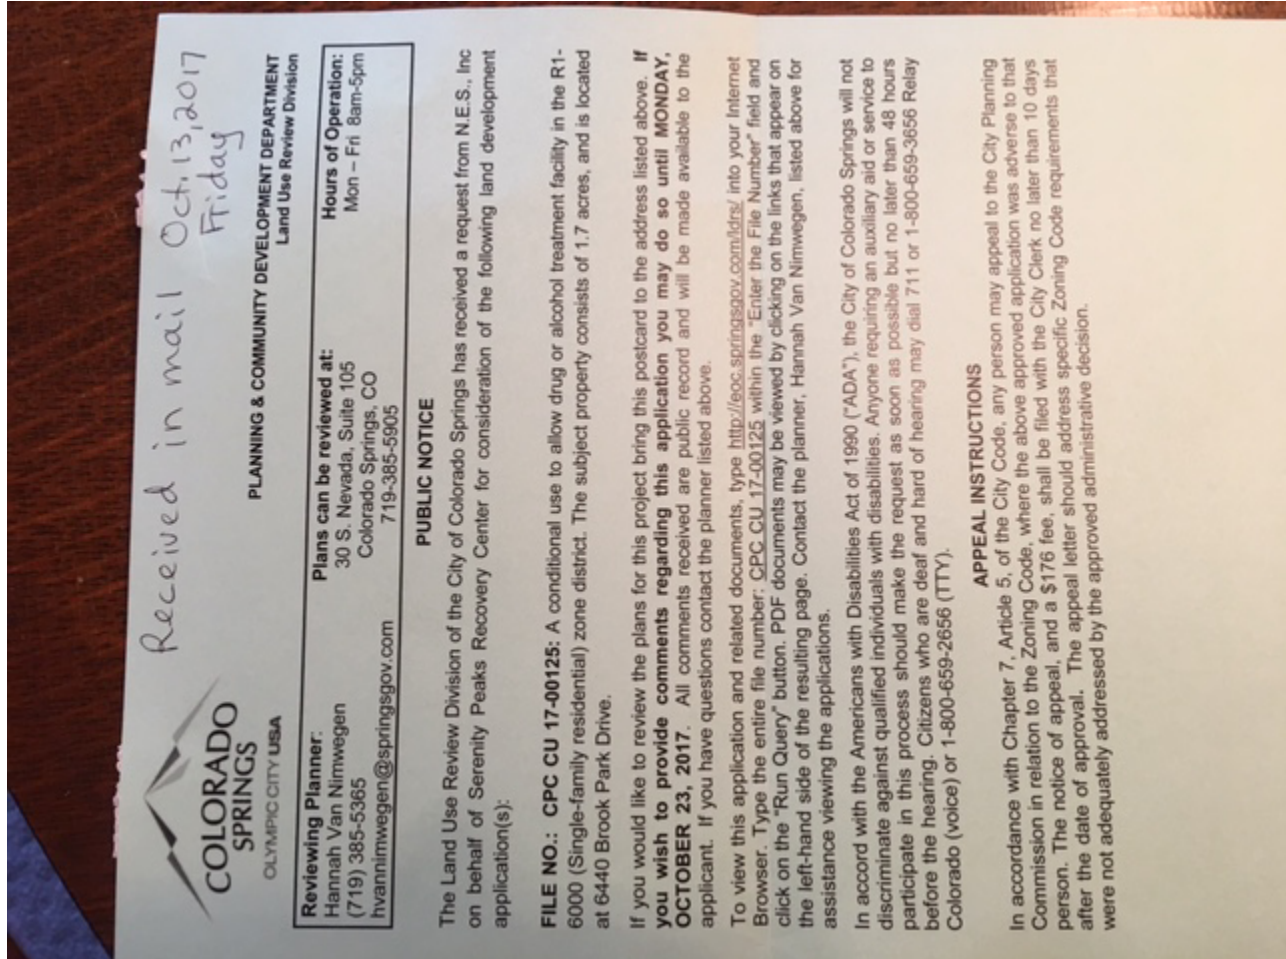 Received in mail Oct. 13, 2017
Friday
COLORADO
SPRINGS
OLYMPIC CITY USA
PLANNING & COMMUNITY DEVELOPMENT DEPARTMENT
Land Use Review Division
Reviewing Planner:
Hannah Van Nimwegen
(719) 385-5365
hvannimwegen@springsgov.com
Plans can be reviewed at:
30 S. Nevada, Suite 105
Colorado Springs, CO
719-385-5905
Hours of Operation:
Mon – Fri 8am-5pm
PUBLIC NOTICE
The Land Use Review Division of the City of Colorado Springs has received a request from N.E.S., Inc
on behalf of Serenity Peaks Recovery Center for consideration of the following land development
application(s):
FILE NO.: CPC CU 17-00125: A conditional use to allow drug or alcohol treatment facility in the R1-
6000 (Single-family residential) zone district. The subject property consists of 1.7 acres, and is located
at 6440 Brook Park Drive.
If you would like to review the plans for this project bring this postcard to the address listed above. If
you wish to provide comments regarding this application you may do so until MONDAY,
OCTOBER 23, 2017. All comments received are public record and will be made available to the
applicant. If you have questions contact the planner listed above.
To view this application and related documents, type http://eoc.springsgov.com/ldrs/ into your Internet
Browser. Type the entire file number: CPC CU 17-00125 within the "Enter the File Number" field and
click on the "Run Query" button. PDF documents may be viewed by clicking on the links that appear on
the left-hand side of the resulting page. Contact the planner, Hannah Van Nimwegen, listed above for
assistance viewing the applications.
In accord with the Americans with Disabilities Act of 1990 ("ADA"), the City of Colorado Springs will not
discriminate against qualified individuals with disabilities. Anyone requiring an auxiliary aid or service to
participate in this process should make the request as soon as possible but no later than 48 hours
before the hearing. Citizens who are deaf and hard of hearing may dial 711 or 1-800-659-3656 Relay
Colorado (voice) or 1-800-659-2656 (TTY).
APPEAL INSTRUCTIONS
In accordance with Chapter 7, Article 5, of the City Code, any person may appeal to the City Planning
Commission in relation to the Zoning Code, where the above approved application was adverse to that
person. The notice of appeal, and a $176 fee, shall be filed with the City Clerk no later than 10 days
after the date of approval. The appeal letter should address specific Zoning Code requirements that
were not adequately addressed by the approved administrative decision.